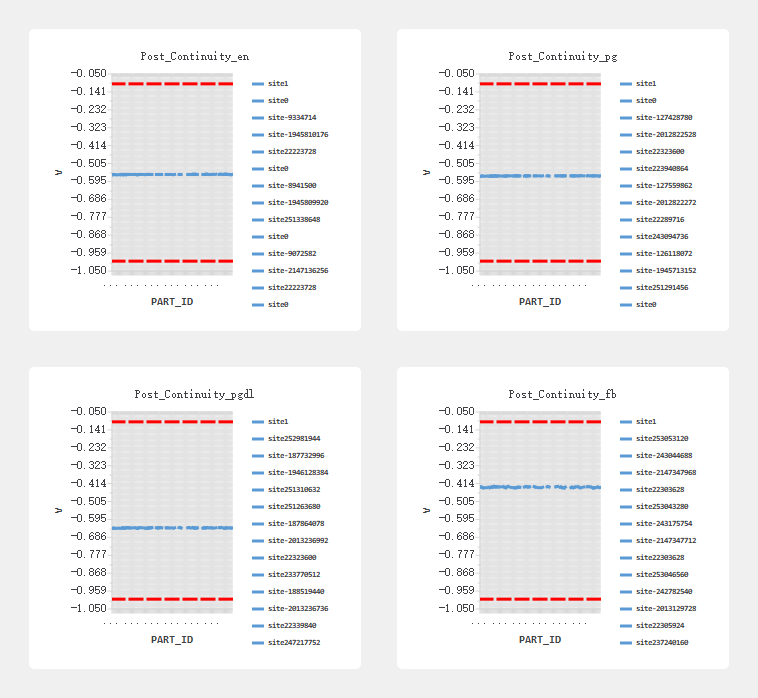 Post_Continuity_en
-0.050
-0.141
-0.232
-0.323
-0.414
-0.505
-0.595
-0.686
-0.777
-0.868
-0.959
-1.050
A
PART_ID
site1
site0
site-9334714
site-1945810176
site22223728
site0
site-8941500
site-1945809920
site251338648
site0
site-9072582
site-2147136256
site22223728
site0
Post_Continuity_pg
-0.050
-0.141
-0.232
-0.323
-0.414
-0.505
-0.595
-0.686
-0.777
-0.868
-0.959
-1.050
A
PART_ID
site1
site0
site-127428780
site-2012822528
site22323600
site223940864
site-127559862
site-2012822272
site22289716
site243094736
site-126118072
site-1945713152
site251291456
site0
Post_Continuity_pgdl
-0.050
-0.141
-0.232
-0.323
-0.414
-0.505
-0.595
-0.686
-0.777
-0.868
-0.959
-1.050
A
PART_ID
site1
site252981944
site-187732996
site-1946128384
site251310632
site251263680
site-187864078
site-2013236992
site22323600
site233770512
site-188519440
site-2013236736
site22339840
site247217752
Post_Continuity_fb
-0.050
-0.141
-0.232
-0.323
-0.414
-0.505
-0.595
-0.686
-0.777
-0.868
-0.959
-1.050
A
PART_ID
site1
site253053120
site-243044688
site-2147347968
site22303628
site253043280
site-243175754
site-2147347712
site22303628
site253046560
site-242782540
site-2013129728
site22305924
site237240160